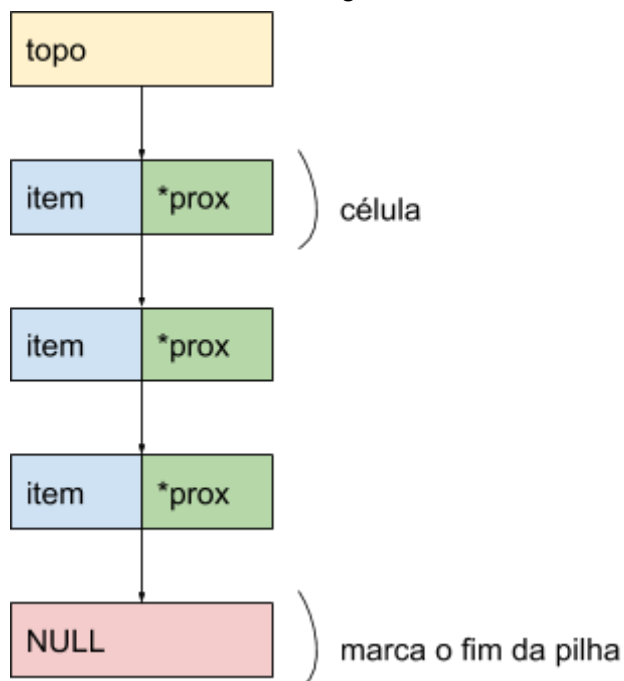 topo
item *prox
célula
item *prox
item *prox
NULL
marca o fim da pilha